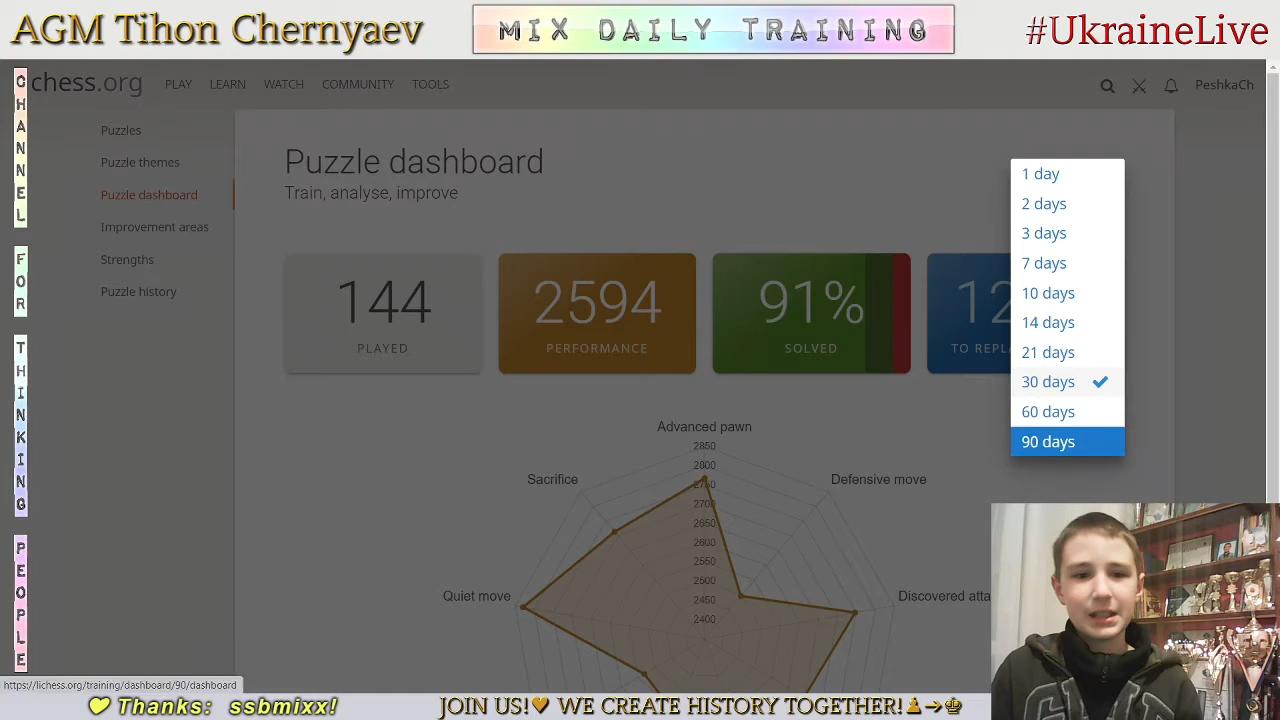 AGM Tihon Chernyaev
MIX DAILY TRAINING
#UkraineLive
CHANNEL
FOR
THINKING
PEOPLE
chess.org
PLAY
LEARN
WATCH
COMMUNITY
TOOLS
PeshkaCh
Puzzles
Puzzle themes
Puzzle dashboard
Improvement areas
Strengths
Puzzle history
Puzzle dashboard
Train, analyse, improve
144
PLAYED
2594
PERFORMANCE
91%
SOLVED
12
TO REPL
1 day
2 days
3 days
7 days
10 days
14 days
21 days
30 days
60 days
90 days
Advanced pawn
Sacrifice
Defensive move
Quiet move
Discovered atta
2850
2800
2750
2700
2650
2600
2550
2500
2450
2400
https://lichess.org/training/dashboard/90/dashboard
Thanks: ssbmixx!
JOIN US! WE CREATE HISTORY TOGETHER!